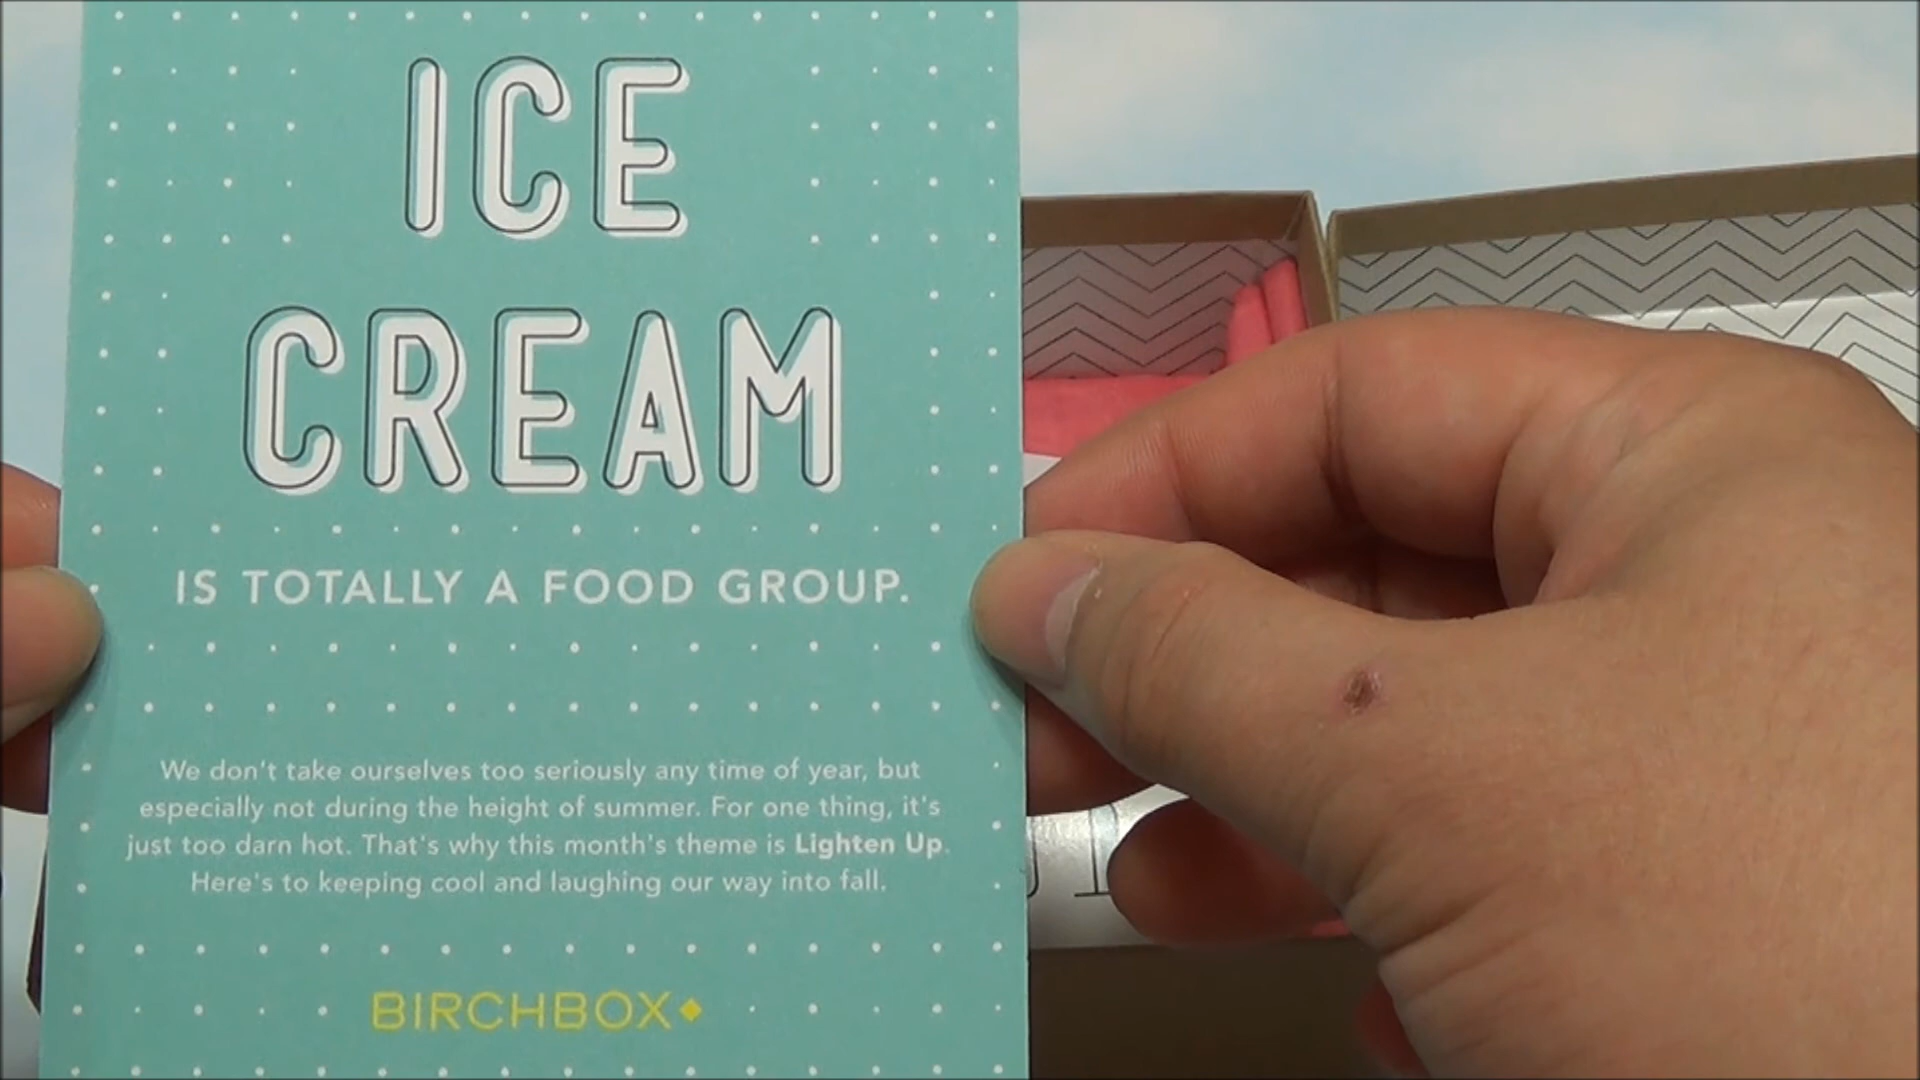 ICE
CREAM
IS TOTALLY A FOOD GROUP.
We don't take ourselves too seriously any time of year, but
especially not during the height of summer. For one thing, it's
just too darn hot. That's why this month's theme is Lighten Up.
Here's to keeping cool and laughing our way into fall.
BIRCHBOX